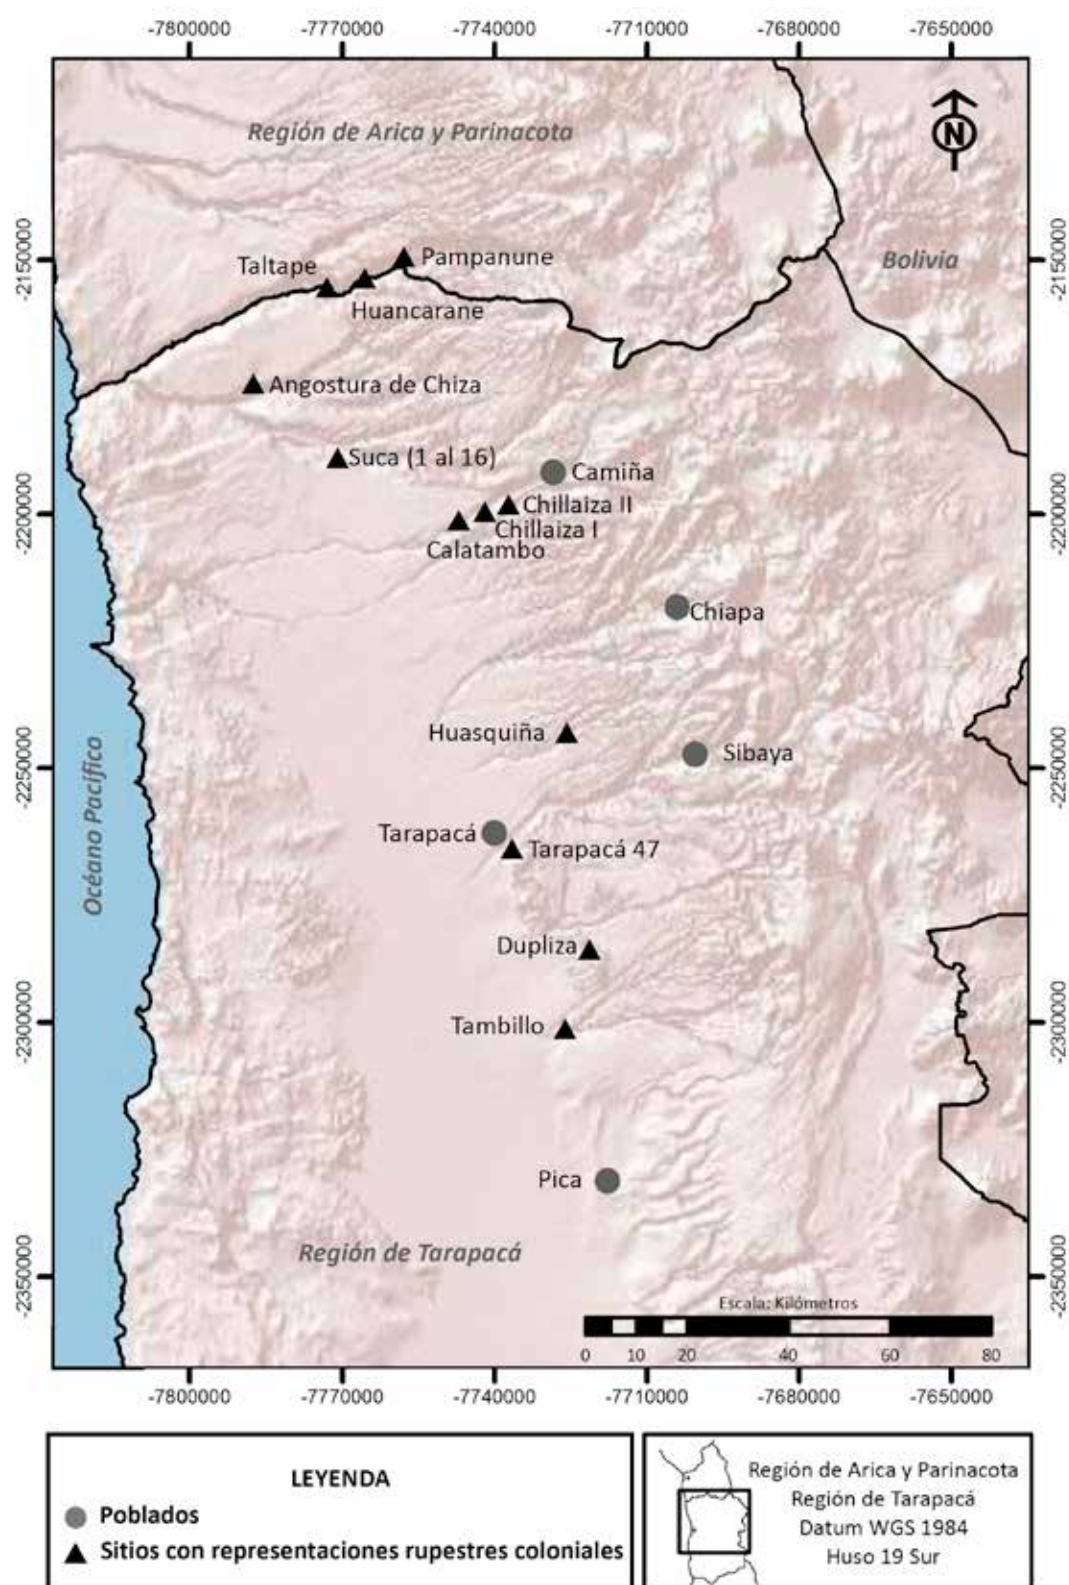 -7800000 -7770000 -7740000 -7710000 -7680000 -7650000
Región de Arica y Parinacota
N
-2150000
-2150000
Bolivia
Pampanune
Taltape
Huancarane
Angostura de Chiza
Suca (1 al 16)
Camiña
-2200000
-2200000
Chillaiza II
Chillaiza I
Calatambo
Chiapa
Huasquiña
Sibaya
-2250000
-2250000
Océano Pacífico
Tarapacá
Tarapacá 47
Dupliza
-2300000
-2300000
Tambillo
Pica
Región de Tarapacá
-2350000
-2350000
Escala: Kilómetros
0 10 20 40 60 80
-7800000 -7770000 -7740000 -7710000 -7680000 -7650000
LEYENDA
Poblados
Sitios con representaciones rupestres coloniales
Región de Arica y Parinacota
Región de Tarapacá
Datum WGS 1984
Huso 19 Sur